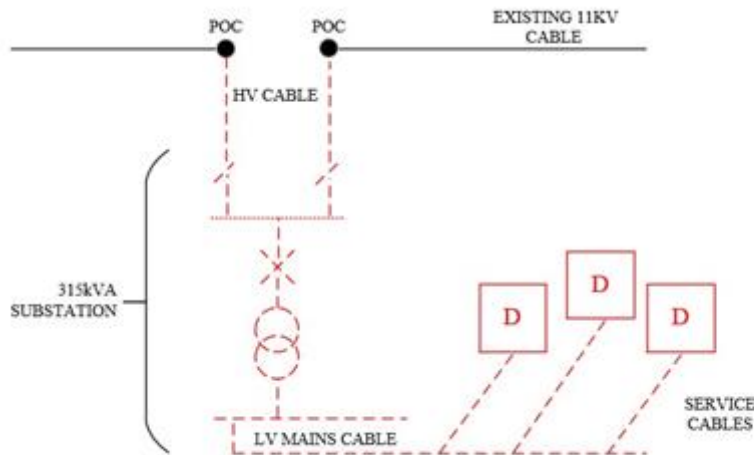 POC
POC
EXISTING 11KV
CABLE
HV CABLE
315kVA
SUBSTATION
D
D
D
SERVICE
CABLES
LV MAINS CABLE